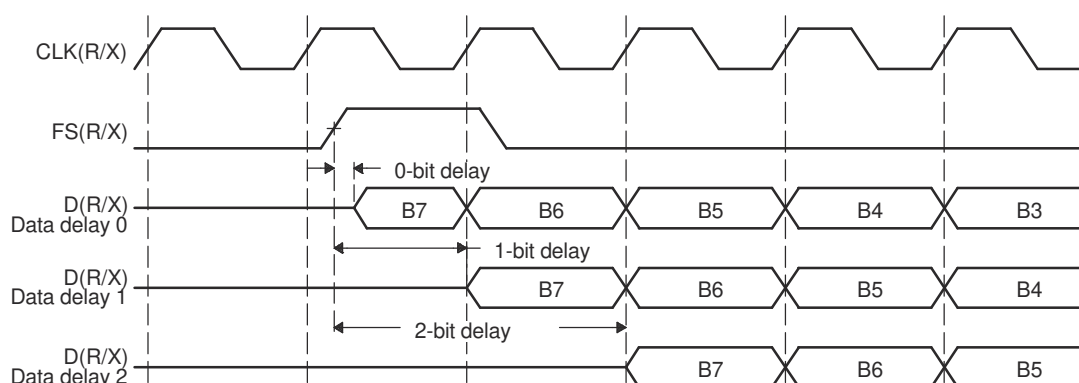 CLK(R/X)
FS(R/X)
0-bit delay
D(R/X)
Data delay 0
B7 B6 B5 B4 B3
1-bit delay
D(R/X)
Data delay 1
B7 B6 B5 B4
2-bit delay
D(R/X)
Data delay 2
B7 B6 B5